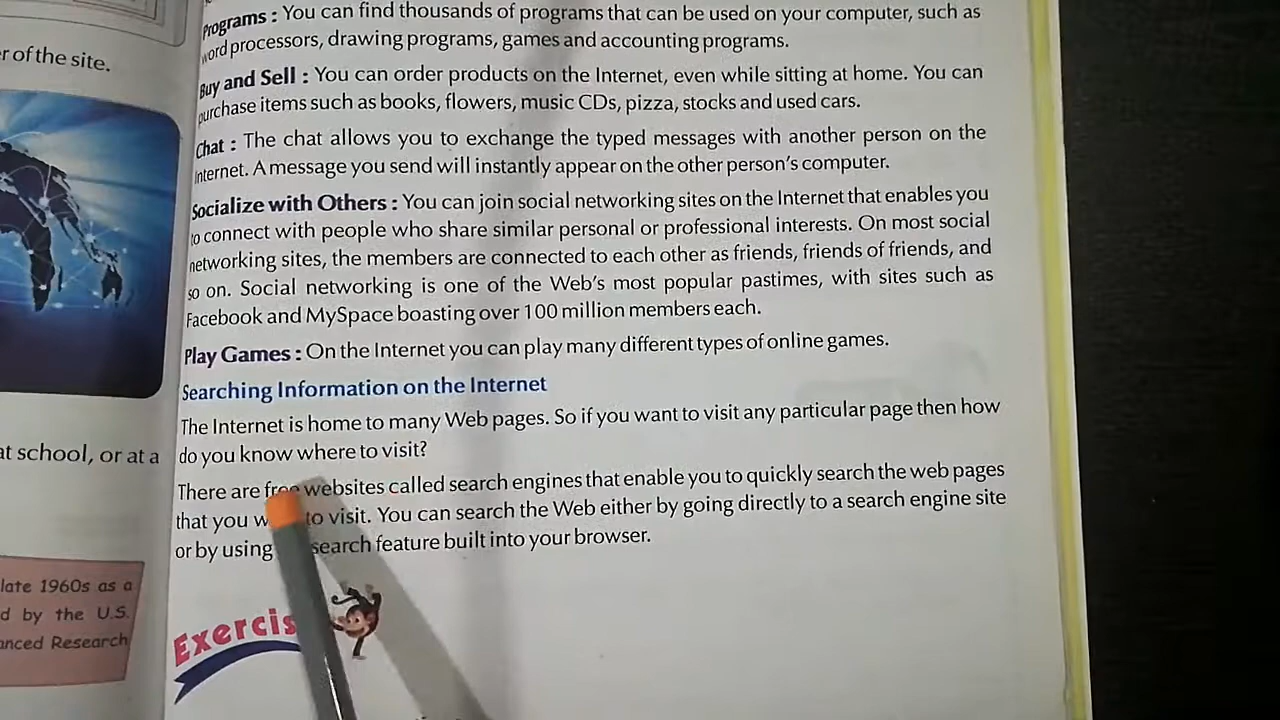 r of the site.
at school, or at a
late 1960s as a
d by the U.S.
anced Research
Programs : You can find thousands of programs that can be used on your computer, such as
word processors, drawing programs, games and accounting programs.
Buy and Sell : You can order products on the Internet, even while sitting at home. You can
purchase items such as books, flowers, music CDs, pizza, stocks and used cars.
Chat : The chat allows you to exchange the typed messages with another person on the
Internet. A message you send will instantly appear on the other person's computer.
Socialize with Others : You can join social networking sites on the Internet that enables you
to connect with people who share similar personal or professional interests. On most social
networking sites, the members are connected to each other as friends, friends of friends, and
so on. Social networking is one of the Web's most popular pastimes, with sites such as
Facebook and MySpace boasting over 100 million members each.
Play Games : On the Internet you can play many different types of online games.
Searching Information on the Internet
The Internet is home to many Web pages. So if you want to visit any particular page then how
do you know where to visit?
There are free websites called search engines that enable you to quickly search the web pages
that you w to visit. You can search the Web either by going directly to a search engine site
or by using search feature built into your browser.
Exercis